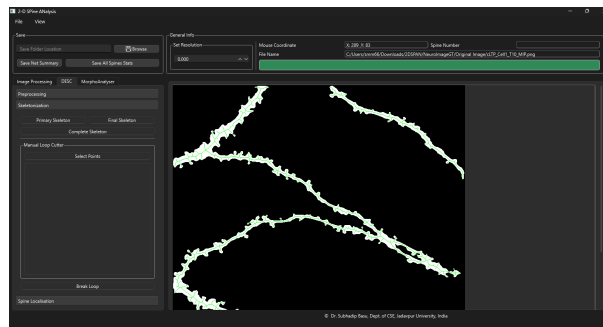 2-D SPine ANalysis
File View
Save
Save Folder Location Browse
Save Net Summary Save All Spines Stats
General Info
Set Resolution
0.000
Mouse Coordinate X: 289 ,Y: 83 Spine Number
File Name C:/Users/mrm66/Downloads/2DSPAN/NeuroImageGT/Original Image/cLTP_Cell1_T10_MIP.png
Image Processing DESC MorphoAnalyser
Preprocessing
Skeletonization
Primary Skeleton Final Skeleton
Complete Skeleton
Manual Loop Cutter
Select Points
Break Loop
Spine Localisation
© Dr. Subhadip Basu, Dept. of CSE, Jadavpur University, India